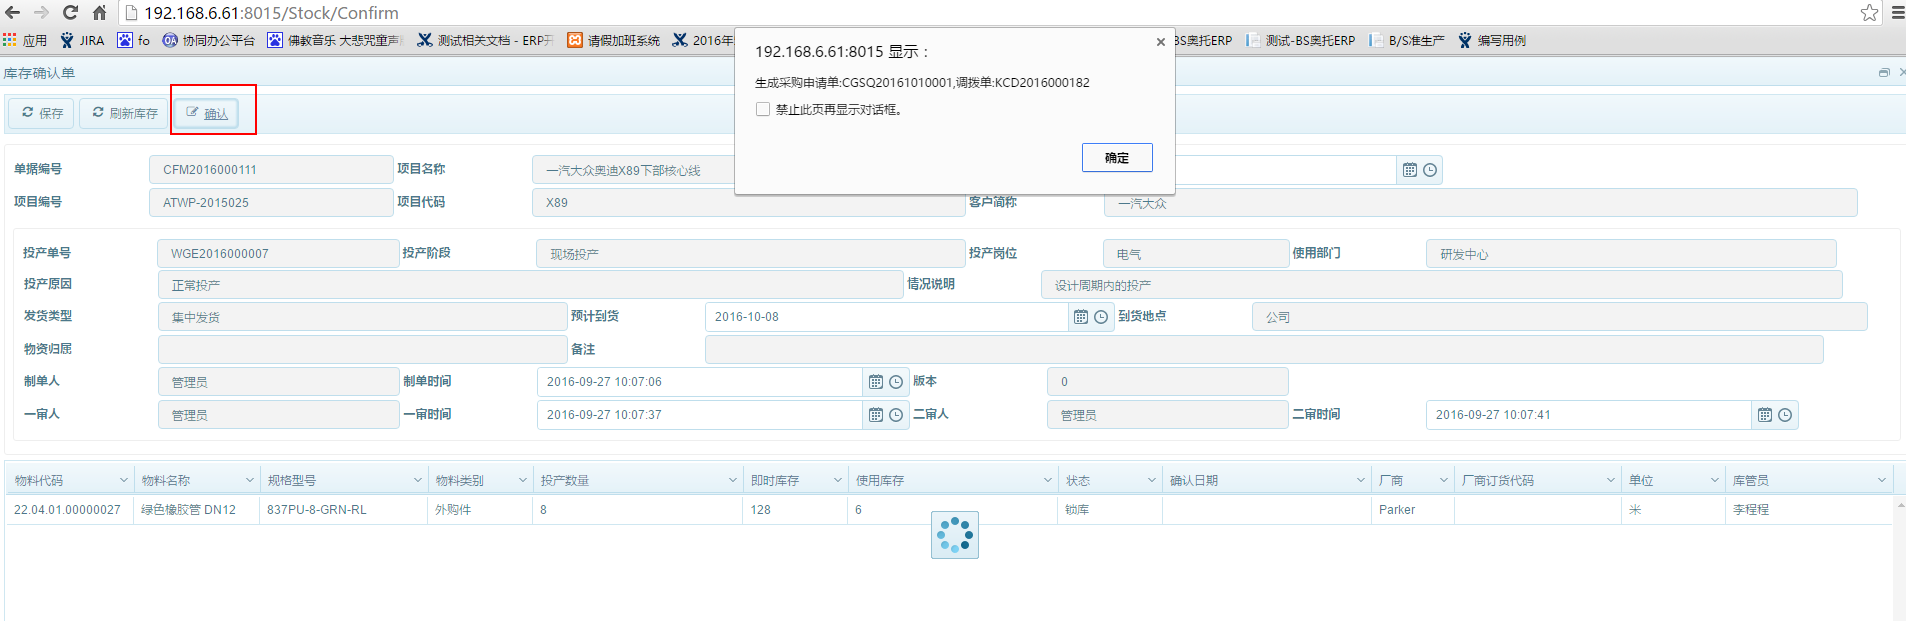 192.168.6.61:8015/Stock/Confirm
应用 JIRA fo 协同办公平台 佛教音乐 大悲咒童声 测试相关文档 - ERP开 请假加班系统 2016年 BS奥托ERP 测试-BS奥托ERP B/S准生产 编写用例
192.168.6.61:8015 显示：
生成采购申请单:CGSQ20161010001,调拨单:KCD2016000182
禁止此页再显示对话框。
确定
库存确认单
保存 刷新库存 确认
单据编号 CFM2016000111 项目名称 一汽大众奥迪X89下部核心线
项目编号 ATWP-2015025 项目代码 X89 客户简称 一汽大众
投产单号 WGE2016000007 投产阶段 现场投产 投产岗位 电气 使用部门 研发中心
投产原因 正常投产 情况说明 设计周期内的投产
发货类型 集中发货 预计到货 2016-10-08 到货地点 公司
物资归属 备注
制单人 管理员 制单时间 2016-09-27 10:07:06 版本 0
一审人 管理员 一审时间 2016-09-27 10:07:37 二审人 管理员 二审时间 2016-09-27 10:07:41
物料代码 物料名称 规格型号 物料类别 投产数量 即时库存 使用库存 状态 确认日期 厂商 厂商订货代码 单位 库管员
22.04.01.00000027 绿色橡胶管 DN12 837PU-8-GRN-RL 外购件 8 128 6 锁库 Parker 米 李程程